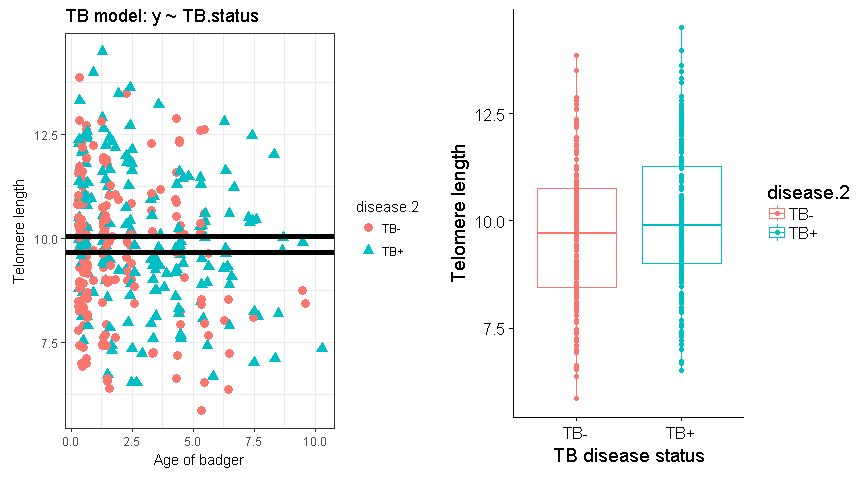 TB model: y ~ TB.status
Telomere length
12.5
10.0
7.5
0.0 2.5 5.0 7.5 10.0
Age of badger
disease.2
TB-
TB+
Telomere length
12.5
10.0
7.5
TB- TB+
TB disease status
disease.2
TB-
TB+